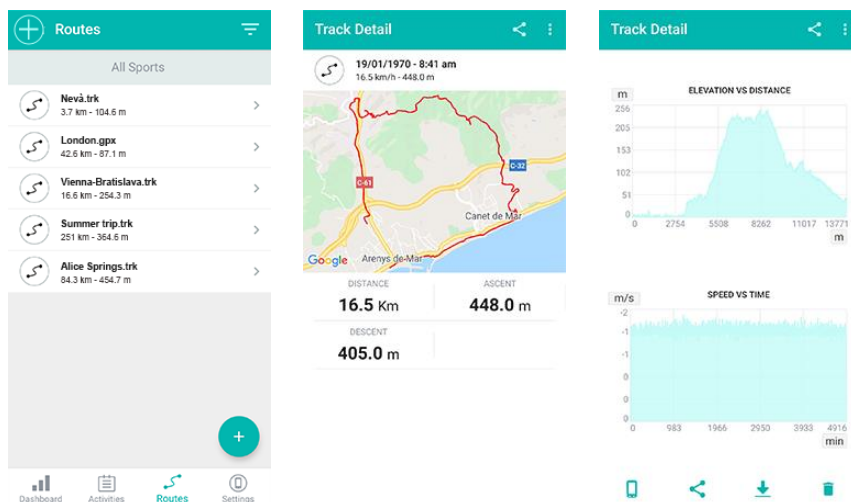 Routes
All Sports
Nevà.trk
3.7 km - 104.6 m
London.gpx
42.6 km - 87.1 m
Vienna-Bratislava.trk
16.6 km - 254.3 m
Summer trip.trk
251 km - 364.6 m
Alice Springs.trk
84.3 km - 454.7 m
Dashboard Activities Routes Settings
Track Detail
19/01/1970 - 8:41 am
16.5 km/h - 448.0 m
C-32
C-61
Canet de Mar
Google Arenys de Mar
DISTANCE ASCENT
16.5 Km 448.0 m
DESCENT
405.0 m
Track Detail
m ELEVATION VS DISTANCE
256
205
153
102
51
0
0 2754 5508 8262 11017 13771
m
m/s SPEED VS TIME
-2
-1
-1
0
0
0
0 983 1966 2950 3933 4916
min